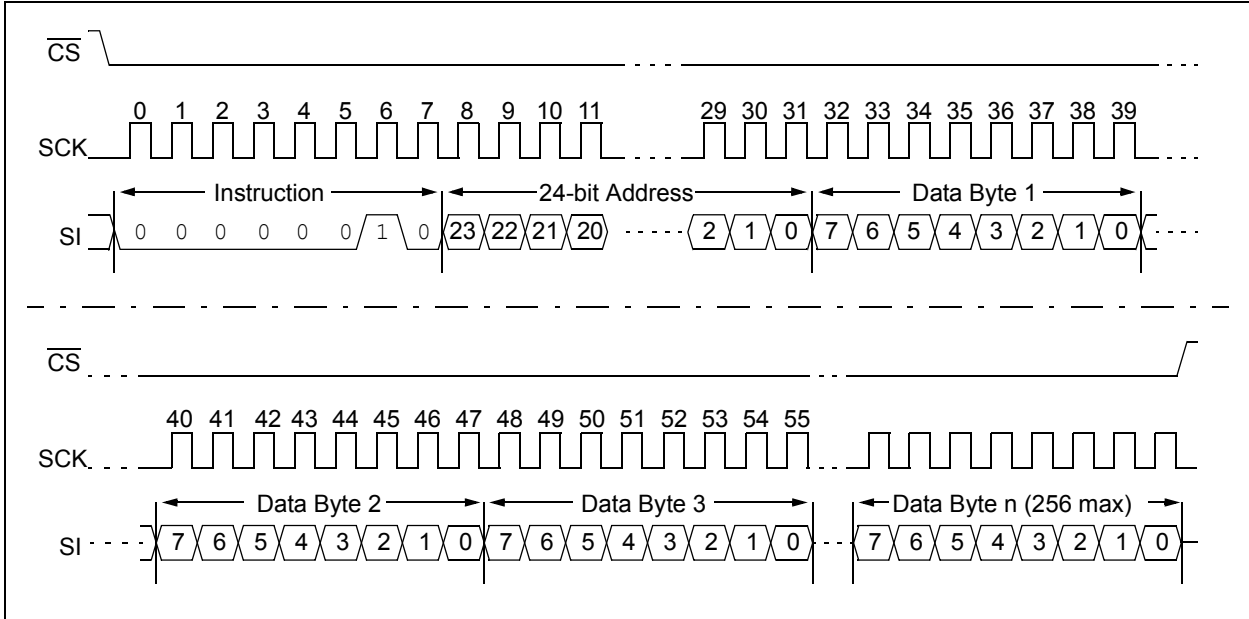 CS
0 1 2 3 4 5 6 7 8 9 10 11 29 30 31 32 33 34 35 36 37 38 39
SCK
Instruction 24-bit Address Data Byte 1
SI 0 0 0 0 0 0 1 0 23 22 21 20 2 1 0 7 6 5 4 3 2 1 0
CS
40 41 42 43 44 45 46 47 48 49 50 51 52 53 54 55
SCK
Data Byte 2 Data Byte 3 Data Byte n (256 max)
SI 7 6 5 4 3 2 1 0 7 6 5 4 3 2 1 0 7 6 5 4 3 2 1 0